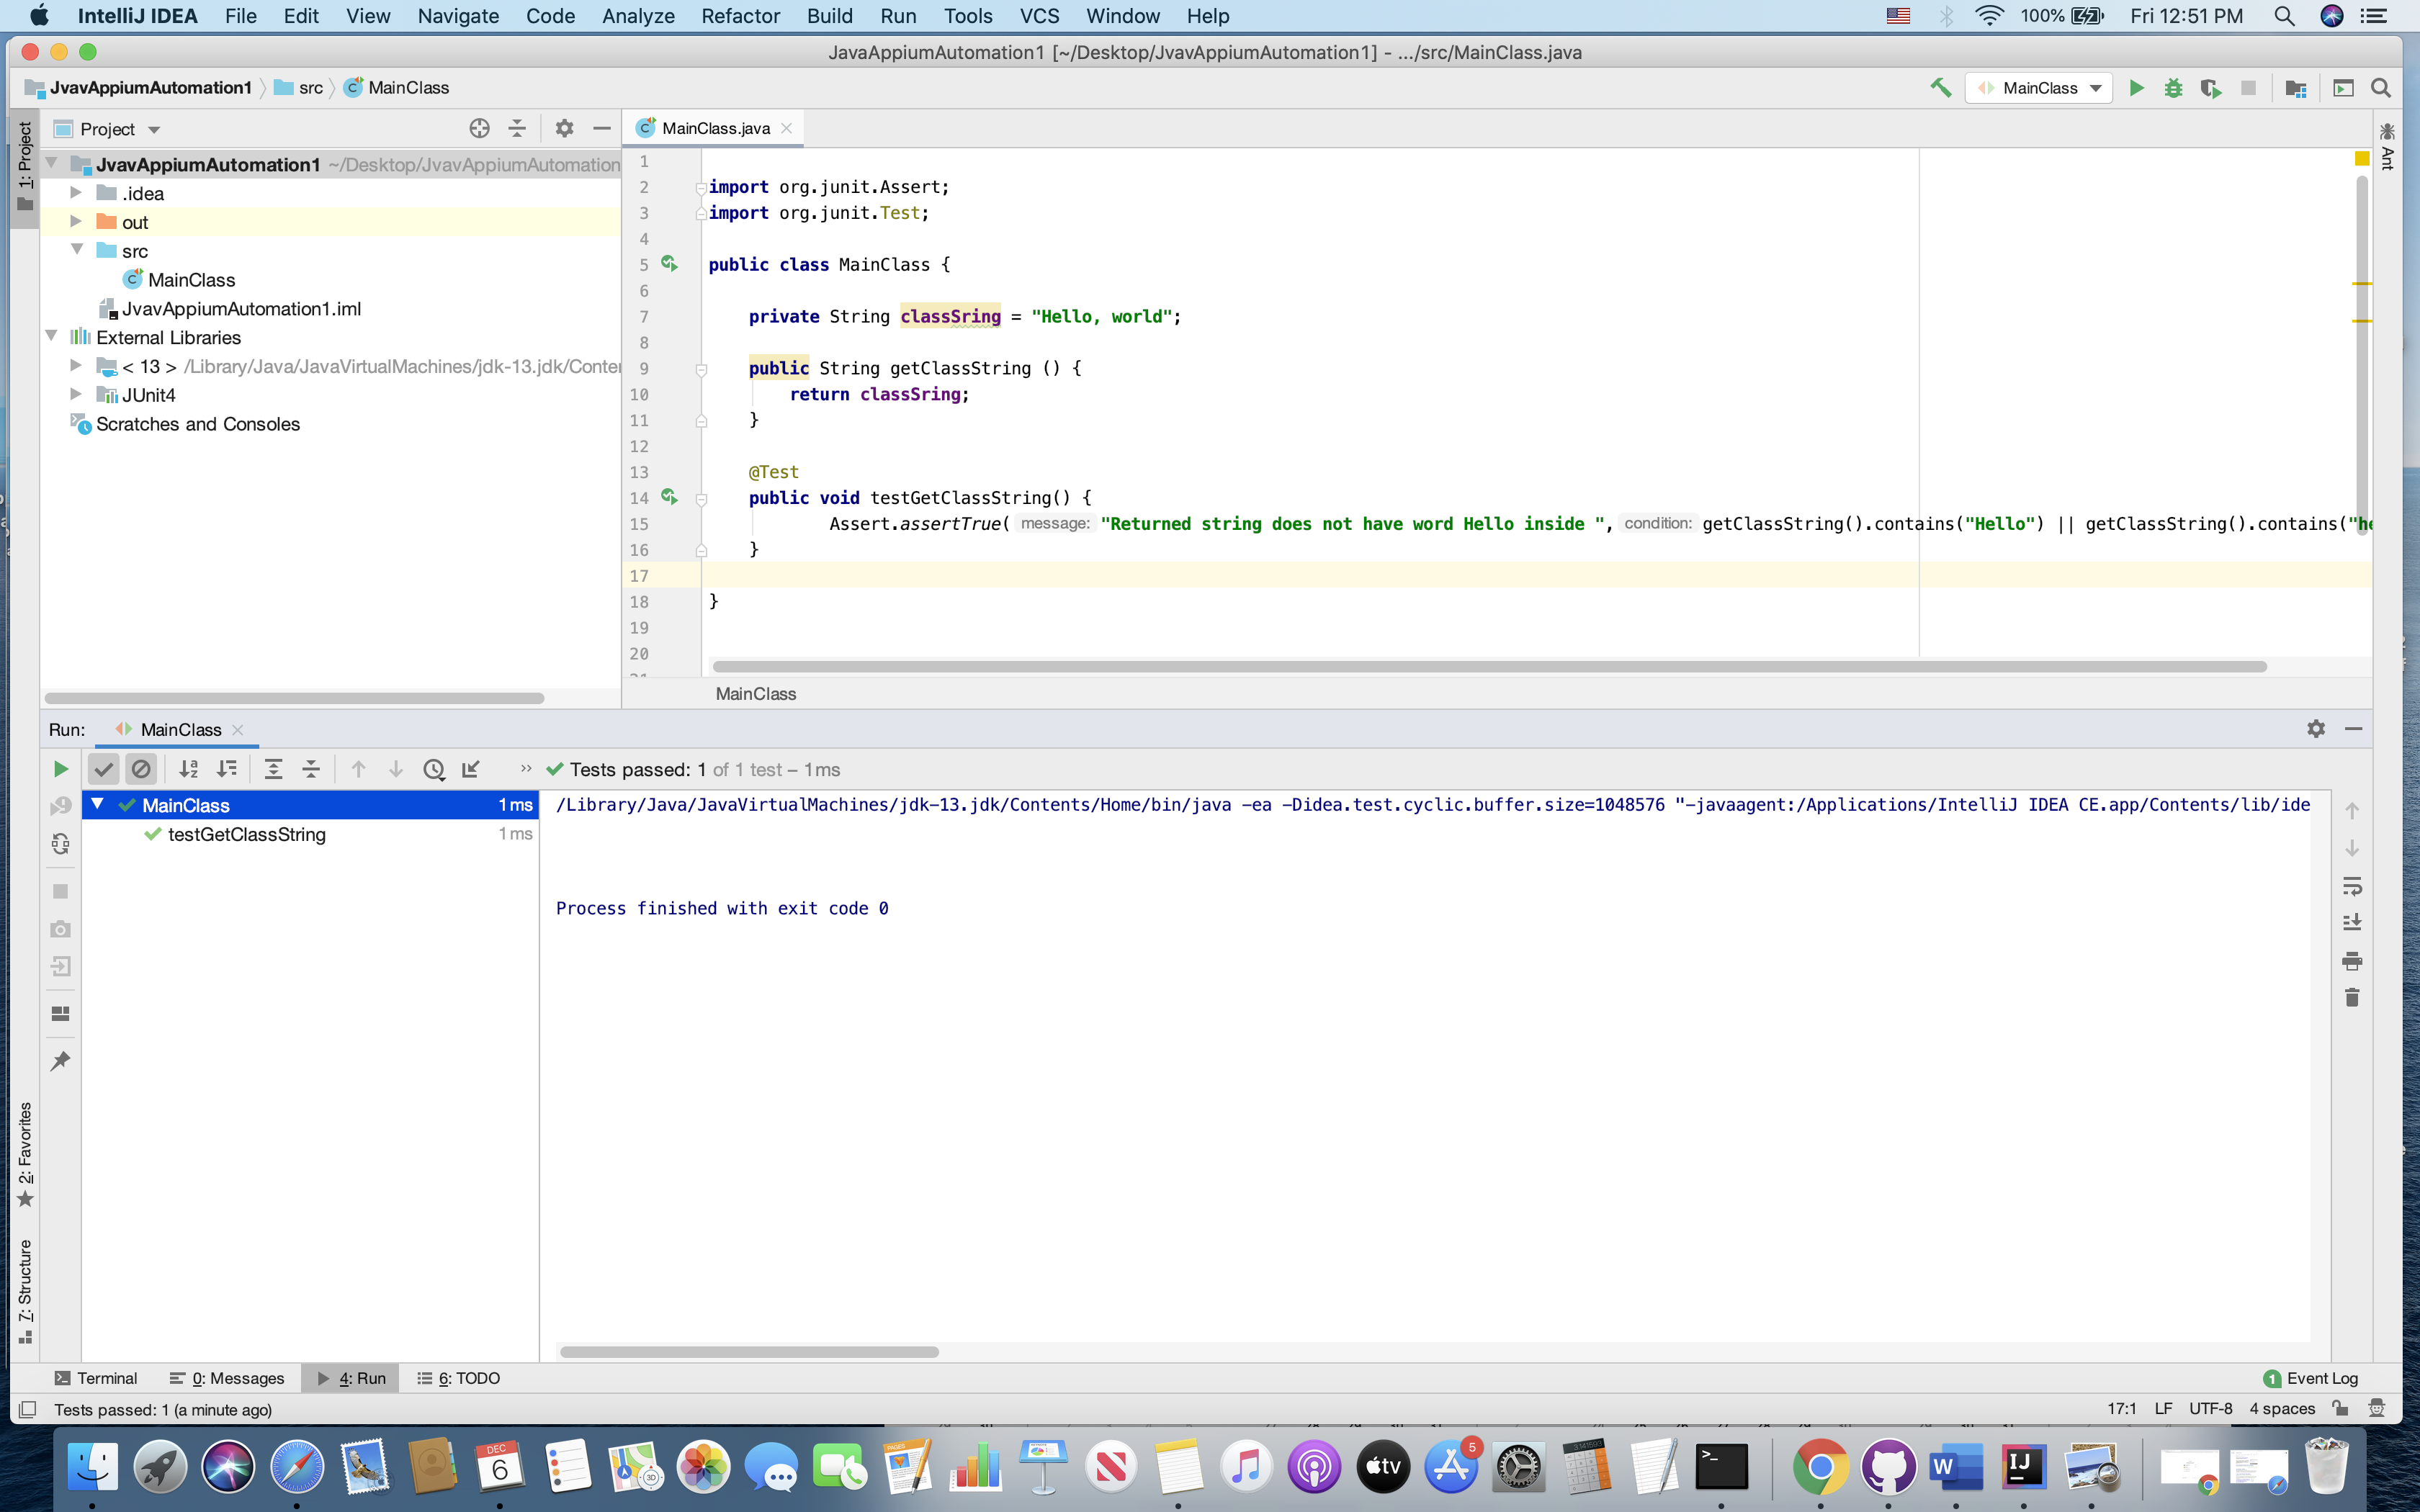 IntelliJ IDEA File Edit View Navigate Code Analyze Refactor Build Run Tools VCS Window Help 100% Fri 12:51 PM
JavaAppiumAutomation1 [~/Desktop/JvavAppiumAutomation1] - .../src/MainClass.java
JvavAppiumAutomation1 src MainClass MainClass
1: Project
Project
MainClass.java
Ant
JvavAppiumAutomation1 ~/Desktop/JvavAppiumAutomation
.idea
out
src
MainClass
JvavAppiumAutomation1.iml
External Libraries
< 13 > /Library/Java/JavaVirtualMachines/jdk-13.jdk/Conte
JUnit4
Scratches and Consoles
1
2 import org.junit.Assert;
3 import org.junit.Test;
4
5 public class MainClass {
6
7 private String classSring = "Hello, world";
8
9 public String getClassString () {
10 return classSring;
11 }
12
13 @Test
14 public void testGetClassString() {
15 Assert.assertTrue( message: "Returned string does not have word Hello inside ", condition: getClassString().contains("Hello") || getClassString().contains("he
16 }
17
18 }
19
20
MainClass
Run: MainClass
Tests passed: 1 of 1 test – 1 ms
MainClass 1 ms
testGetClassString 1 ms
/Library/Java/JavaVirtualMachines/jdk-13.jdk/Contents/Home/bin/java -ea -Didea.test.cyclic.buffer.size=1048576 "-javaagent:/Applications/IntelliJ IDEA CE.app/Contents/lib/ide
Process finished with exit code 0
2: Favorites
7: Structure
Terminal 0: Messages 4: Run 6: TODO 1 Event Log
Tests passed: 1 (a minute ago) 17:1 LF UTF-8 4 spaces
DEC
6
3D
PAGES
tv
5
>_
W
IJ